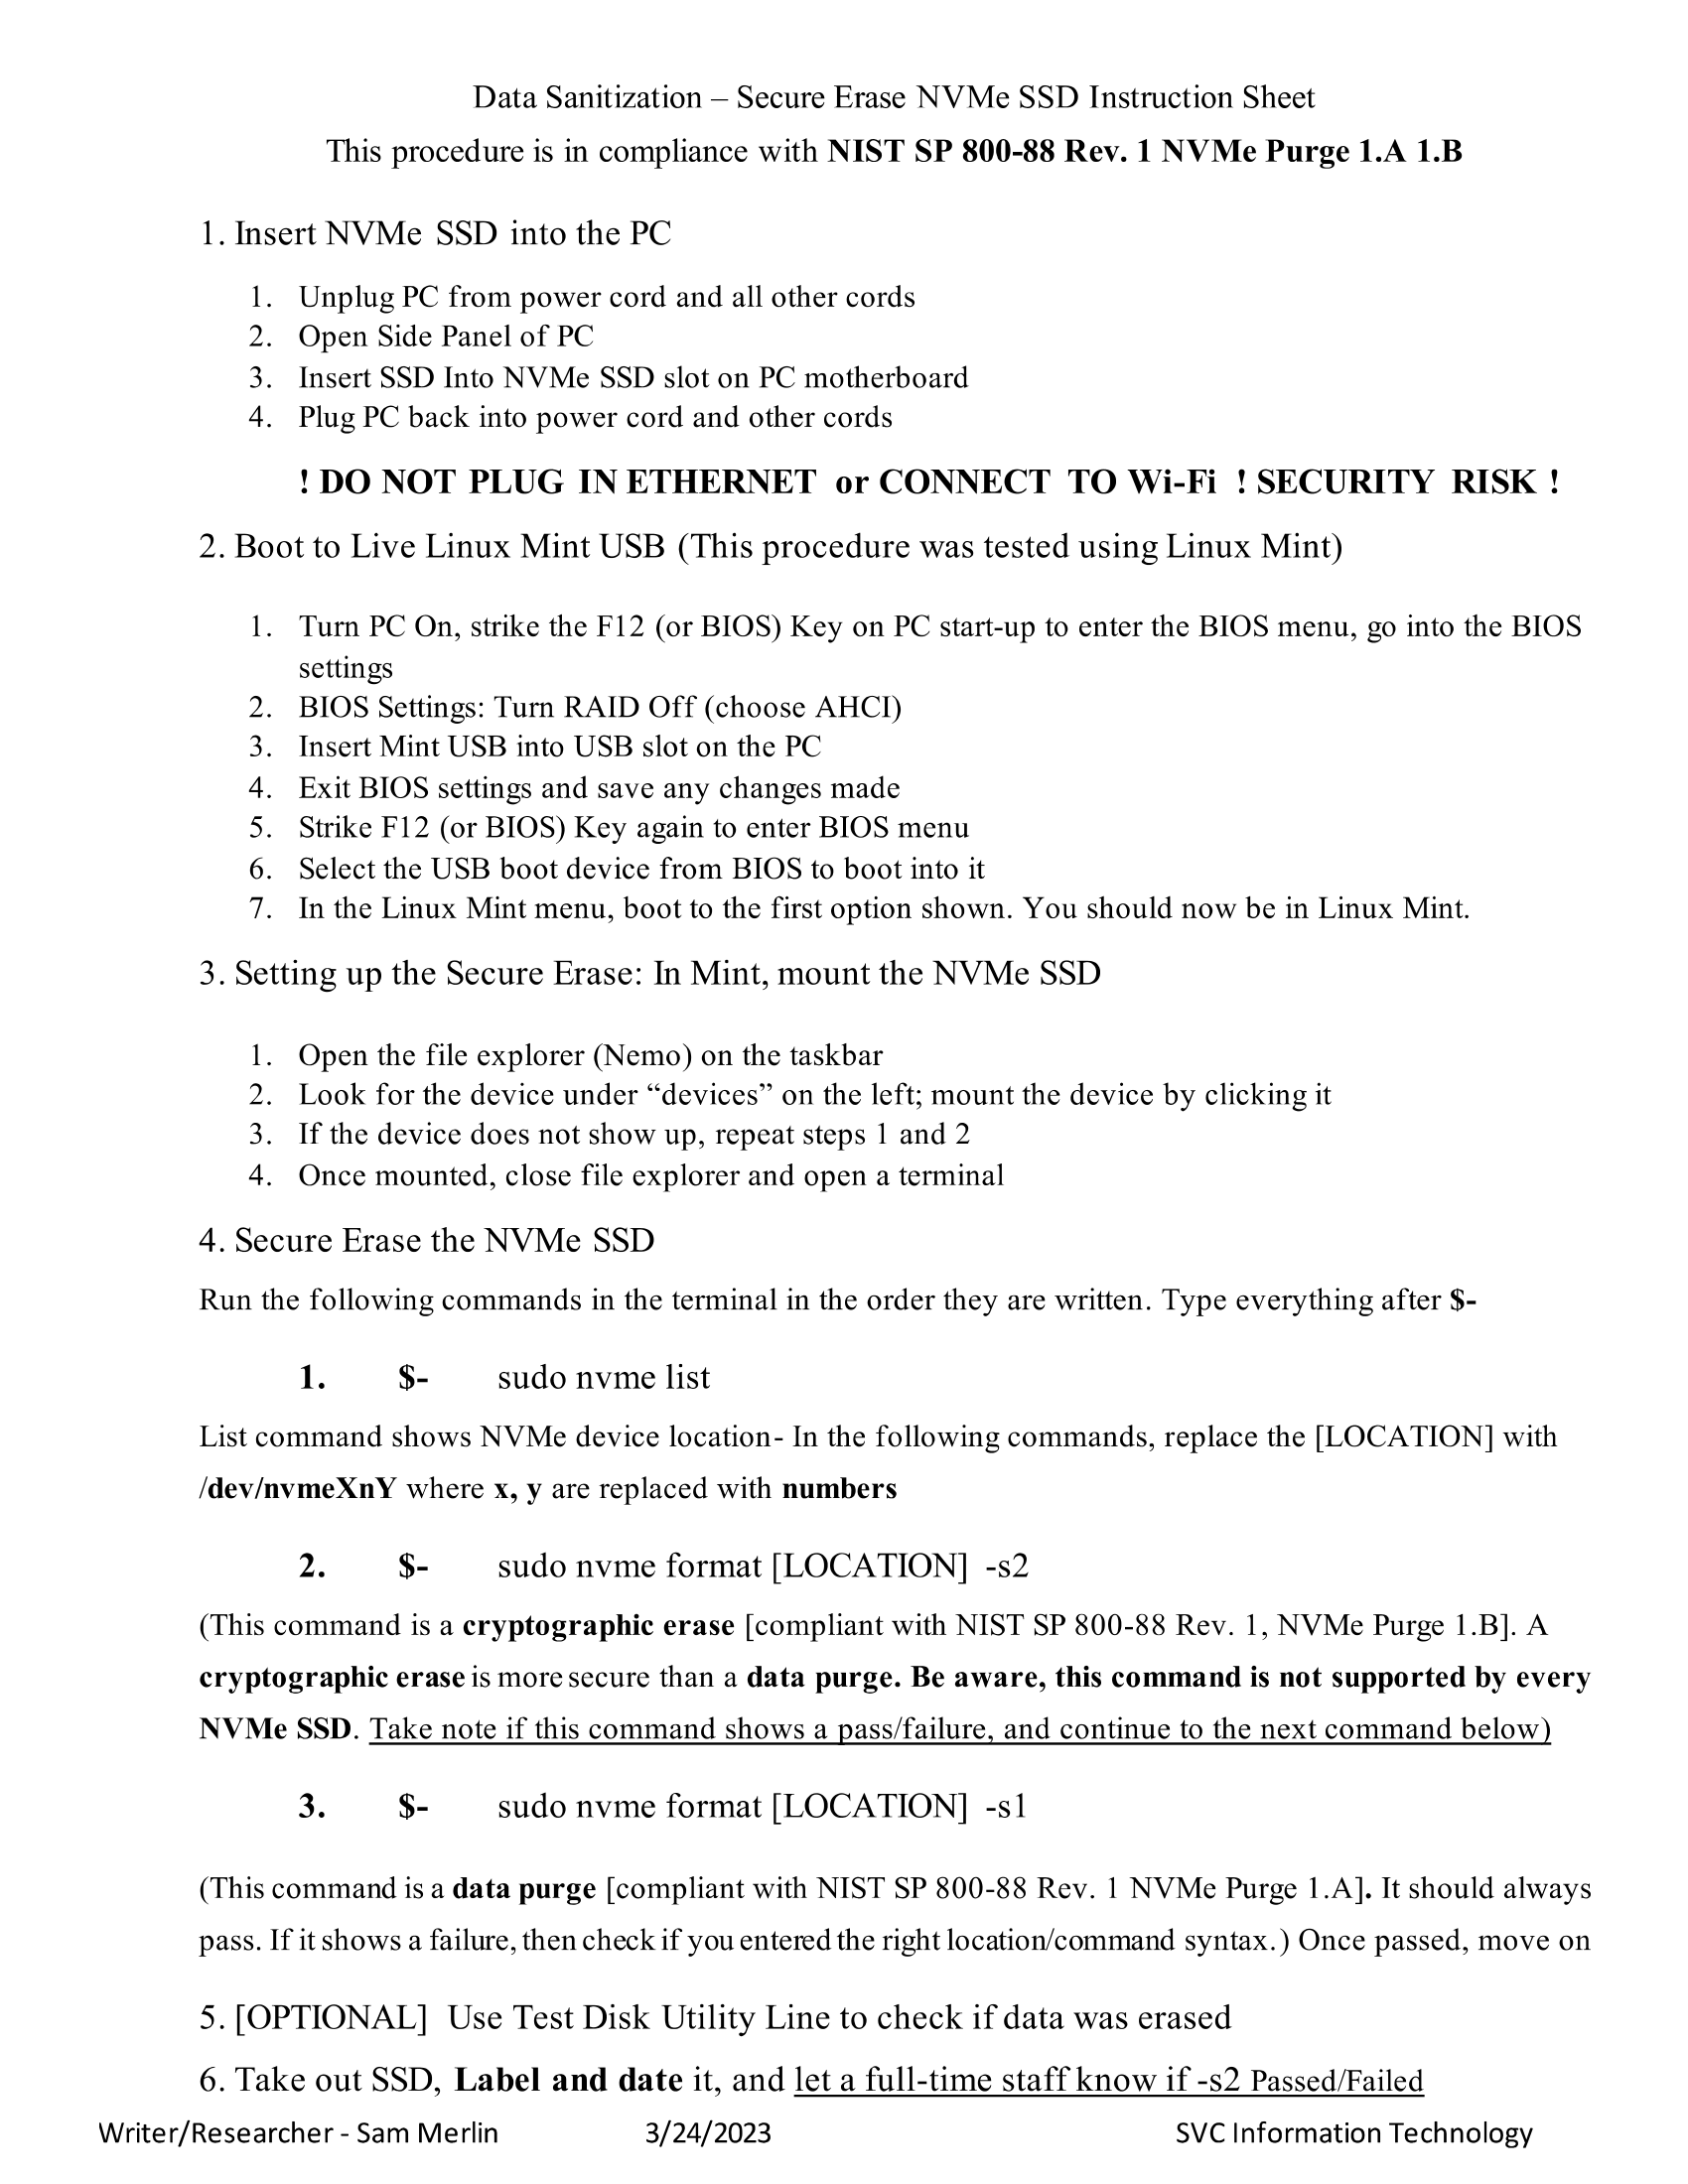 Data Sanitization – Secure Erase NVMe SSD Instruction Sheet
This procedure is in compliance with NIST SP 800-88 Rev. 1 NVMe Purge 1.A 1.B
1. Insert NVMe SSD into the PC
1. Unplug PC from power cord and all other cords
2. Open Side Panel of PC
3. Insert SSD Into NVMe SSD slot on PC motherboard
4. Plug PC back into power cord and other cords
! DO NOT PLUG IN ETHERNET or CONNECT TO Wi-Fi ! SECURITY RISK !
2. Boot to Live Linux Mint USB (This procedure was tested using Linux Mint)
1. Turn PC On, strike the F12 (or BIOS) Key on PC start-up to enter the BIOS menu, go into the BIOS
settings
2. BIOS Settings: Turn RAID Off (choose AHCI)
3. Insert Mint USB into USB slot on the PC
4. Exit BIOS settings and save any changes made
5. Strike F12 (or BIOS) Key again to enter BIOS menu
6. Select the USB boot device from BIOS to boot into it
7. In the Linux Mint menu, boot to the first option shown. You should now be in Linux Mint.
3. Setting up the Secure Erase: In Mint, mount the NVMe SSD
1. Open the file explorer (Nemo) on the taskbar
2. Look for the device under “devices” on the left; mount the device by clicking it
3. If the device does not show up, repeat steps 1 and 2
4. Once mounted, close file explorer and open a terminal
4. Secure Erase the NVMe SSD
Run the following commands in the terminal in the order they are written. Type everything after $-
1. $- sudo nvme list
List command shows NVMe device location- In the following commands, replace the [LOCATION] with
/dev/nvmeXnY where x, y are replaced with numbers
2. $- sudo nvme format [LOCATION] -s2
(This command is a cryptographic erase [compliant with NIST SP 800-88 Rev. 1, NVMe Purge 1.B]. A
cryptographic erase is more secure than a data purge. Be aware, this command is not supported by every
NVMe SSD. Take note if this command shows a pass/failure, and continue to the next command below)
3. $- sudo nvme format [LOCATION] -s1
(This command is a data purge [compliant with NIST SP 800-88 Rev. 1 NVMe Purge 1.A]. It should always
pass. If it shows a failure, then check if you entered the right location/command syntax.) Once passed, move on
5. [OPTIONAL] Use Test Disk Utility Line to check if data was erased
6. Take out SSD, Label and date it, and let a full-time staff know if -s2 Passed/Failed
Writer/Researcher - Sam Merlin 3/24/2023 SVC Information Technology